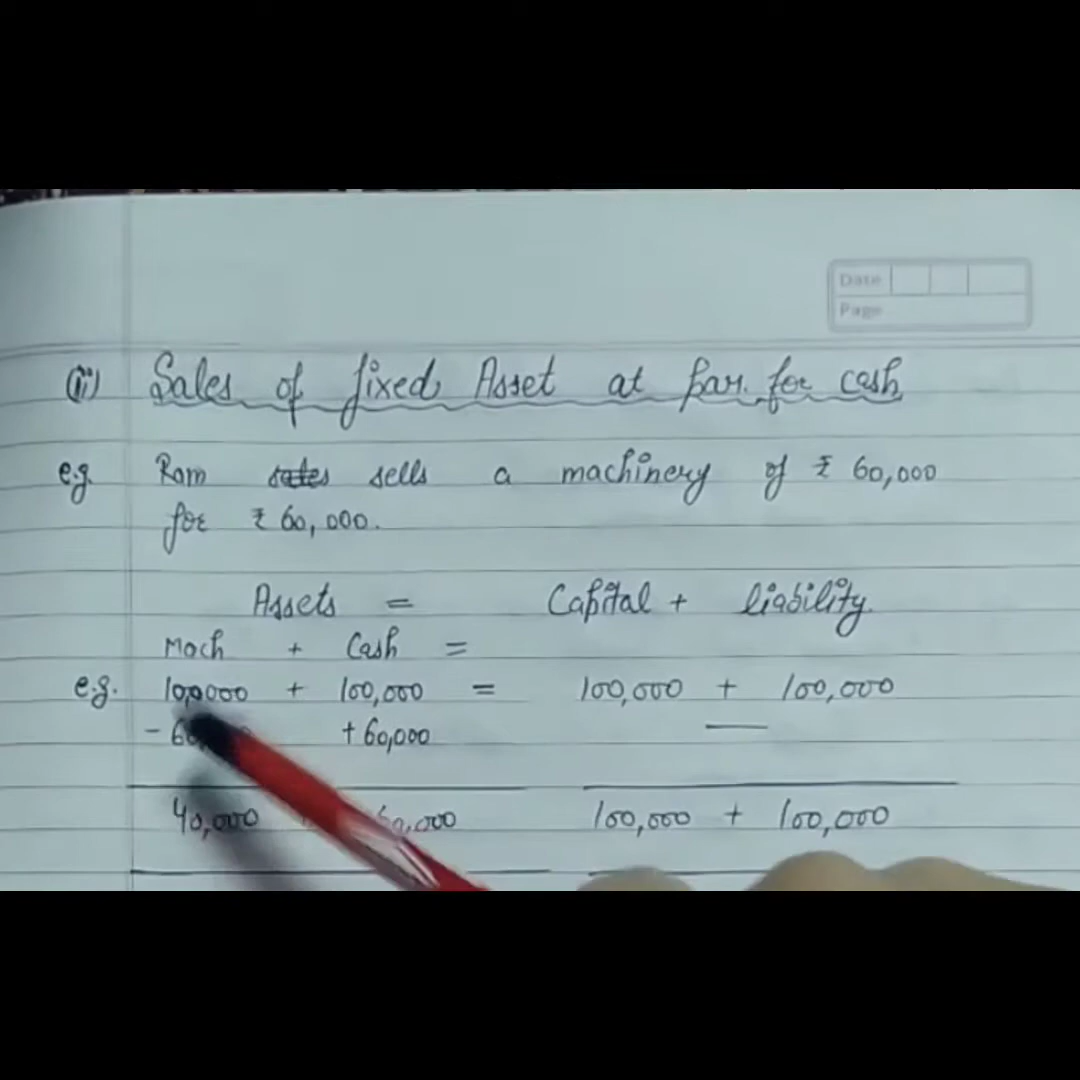 Date
Page
(ii) Sales of fixed Asset at par. for cash
e.g. Ram sells a machinery of ₹ 60,000
for ₹ 60,000.
Assets = Capital + liability.
Mach + Cash =
e.g. 100,000 + 100,000 = 100,000 + 100,000
+ 60,000 —
40,000 100,000 + 100,000